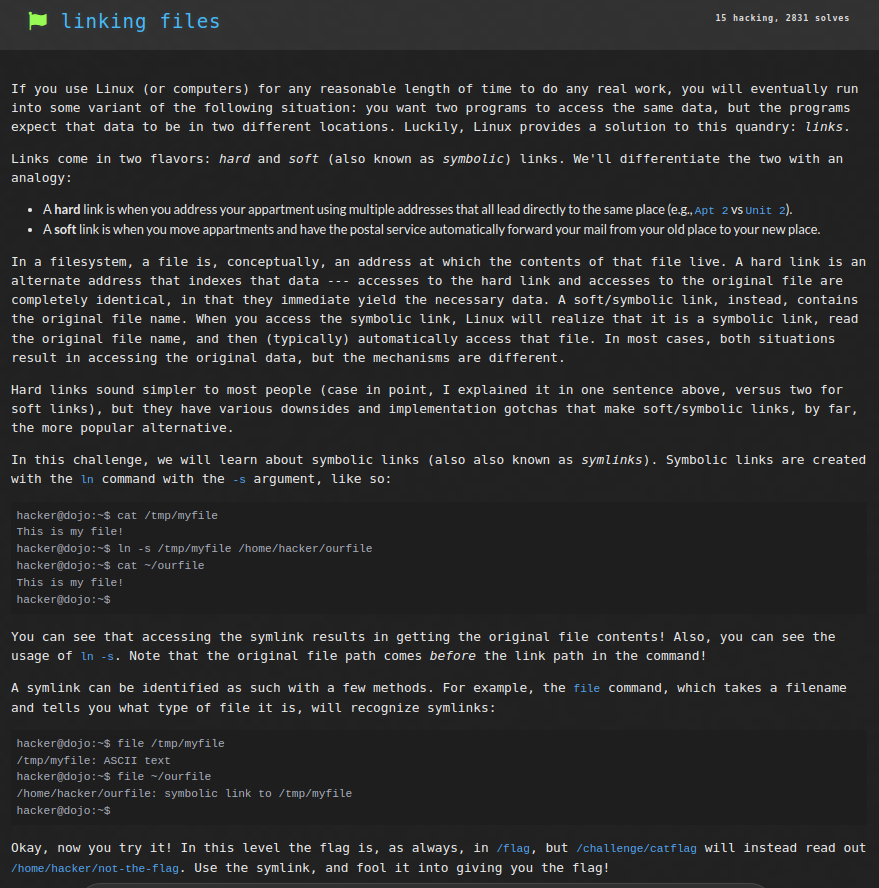 linking files
15 hacking, 2831 solves
If you use Linux (or computers) for any reasonable length of time to do any real work, you will eventually run
into some variant of the following situation: you want two programs to access the same data, but the programs
expect that data to be in two different locations. Luckily, Linux provides a solution to this quandry: links.
Links come in two flavors: hard and soft (also known as symbolic) links. We'll differentiate the two with an
analogy:
• A hard link is when you address your appartment using multiple addresses that all lead directly to the same place (e.g., Apt 2 vs Unit 2).
• A soft link is when you move appartments and have the postal service automatically forward your mail from your old place to your new place.
In a filesystem, a file is, conceptually, an address at which the contents of that file live. A hard link is an
alternate address that indexes that data --- accesses to the hard link and accesses to the original file are
completely identical, in that they immediate yield the necessary data. A soft/symbolic link, instead, contains
the original file name. When you access the symbolic link, Linux will realize that it is a symbolic link, read
the original file name, and then (typically) automatically access that file. In most cases, both situations
result in accessing the original data, but the mechanisms are different.
Hard links sound simpler to most people (case in point, I explained it in one sentence above, versus two for
soft links), but they have various downsides and implementation gotchas that make soft/symbolic links, by far,
the more popular alternative.
In this challenge, we will learn about symbolic links (also also known as symlinks). Symbolic links are created
with the ln command with the -s argument, like so:
hacker@dojo:~$ cat /tmp/myfile
This is my file!
hacker@dojo:~$ ln -s /tmp/myfile /home/hacker/ourfile
hacker@dojo:~$ cat ~/ourfile
This is my file!
hacker@dojo:~$
You can see that accessing the symlink results in getting the original file contents! Also, you can see the
usage of ln -s. Note that the original file path comes before the link path in the command!
A symlink can be identified as such with a few methods. For example, the file command, which takes a filename
and tells you what type of file it is, will recognize symlinks:
hacker@dojo:~$ file /tmp/myfile
/tmp/myfile: ASCII text
hacker@dojo:~$ file ~/ourfile
/home/hacker/ourfile: symbolic link to /tmp/myfile
hacker@dojo:~$
Okay, now you try it! In this level the flag is, as always, in /flag, but /challenge/catflag will instead read out
/home/hacker/not-the-flag. Use the symlink, and fool it into giving you the flag!